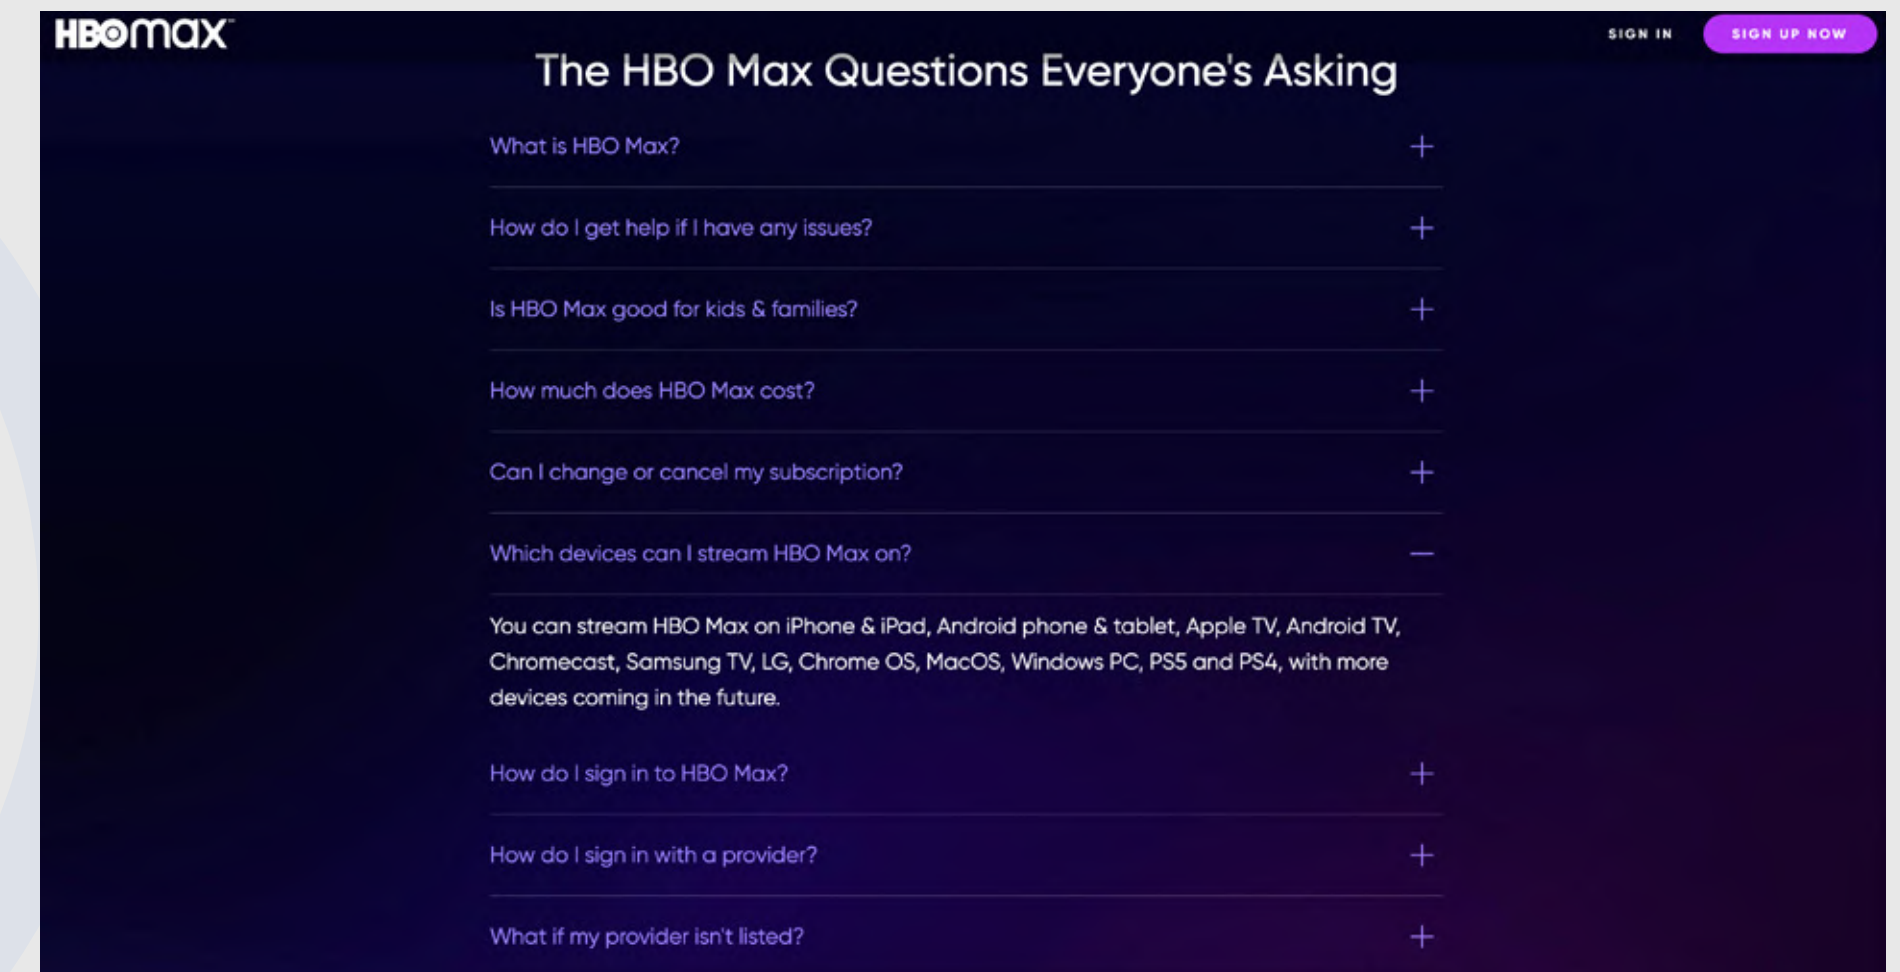 HBOmax™
SIGN IN
SIGN UP NOW
The HBO Max Questions Everyone's Asking
What is HBO Max?
How do I get help if I have any issues?
Is HBO Max good for kids & families?
How much does HBO Max cost?
Can I change or cancel my subscription?
Which devices can I stream HBO Max on?
You can stream HBO Max on iPhone & iPad, Android phone & tablet, Apple TV, Android TV,
Chromecast, Samsung TV, LG, Chrome OS, MacOS, Windows PC, PS5 and PS4, with more
devices coming in the future.
How do I sign in to HBO Max?
How do I sign in with a provider?
What if my provider isn't listed?